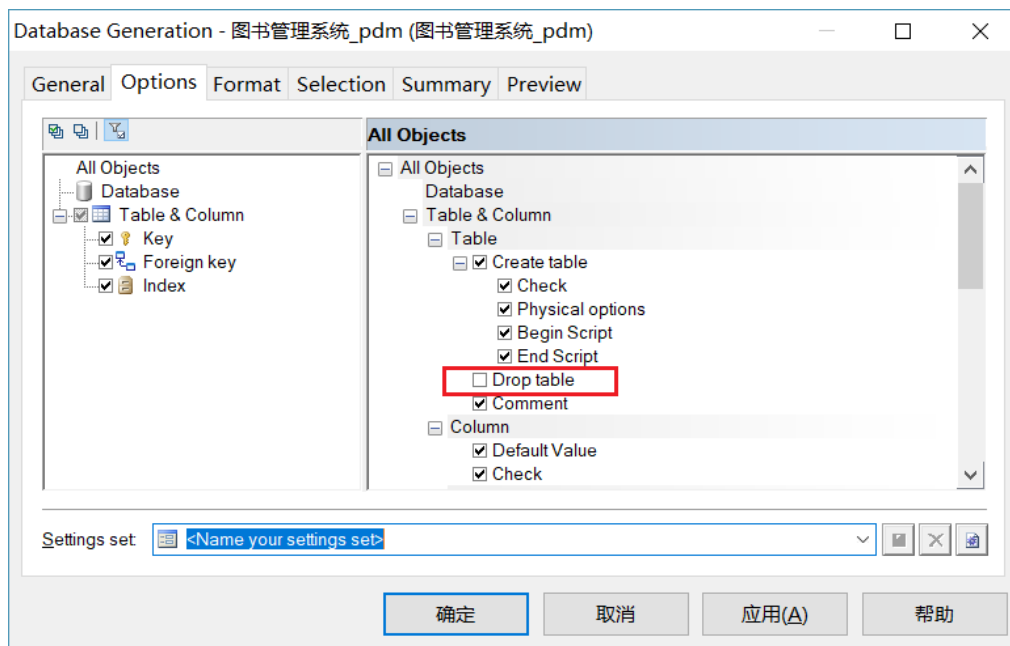 Database Generation - 图书管理系统_pdm (图书管理系统_pdm)
General Options Format Selection Summary Preview
All Objects
Database
Table & Column
Key
Foreign key
Index
All Objects
All Objects
Database
Table & Column
Table
Create table
Check
Physical options
Begin Script
End Script
Drop table
Comment
Column
Default Value
Check
Settings set: <Name your settings set>
确定 取消 应用(A) 帮助